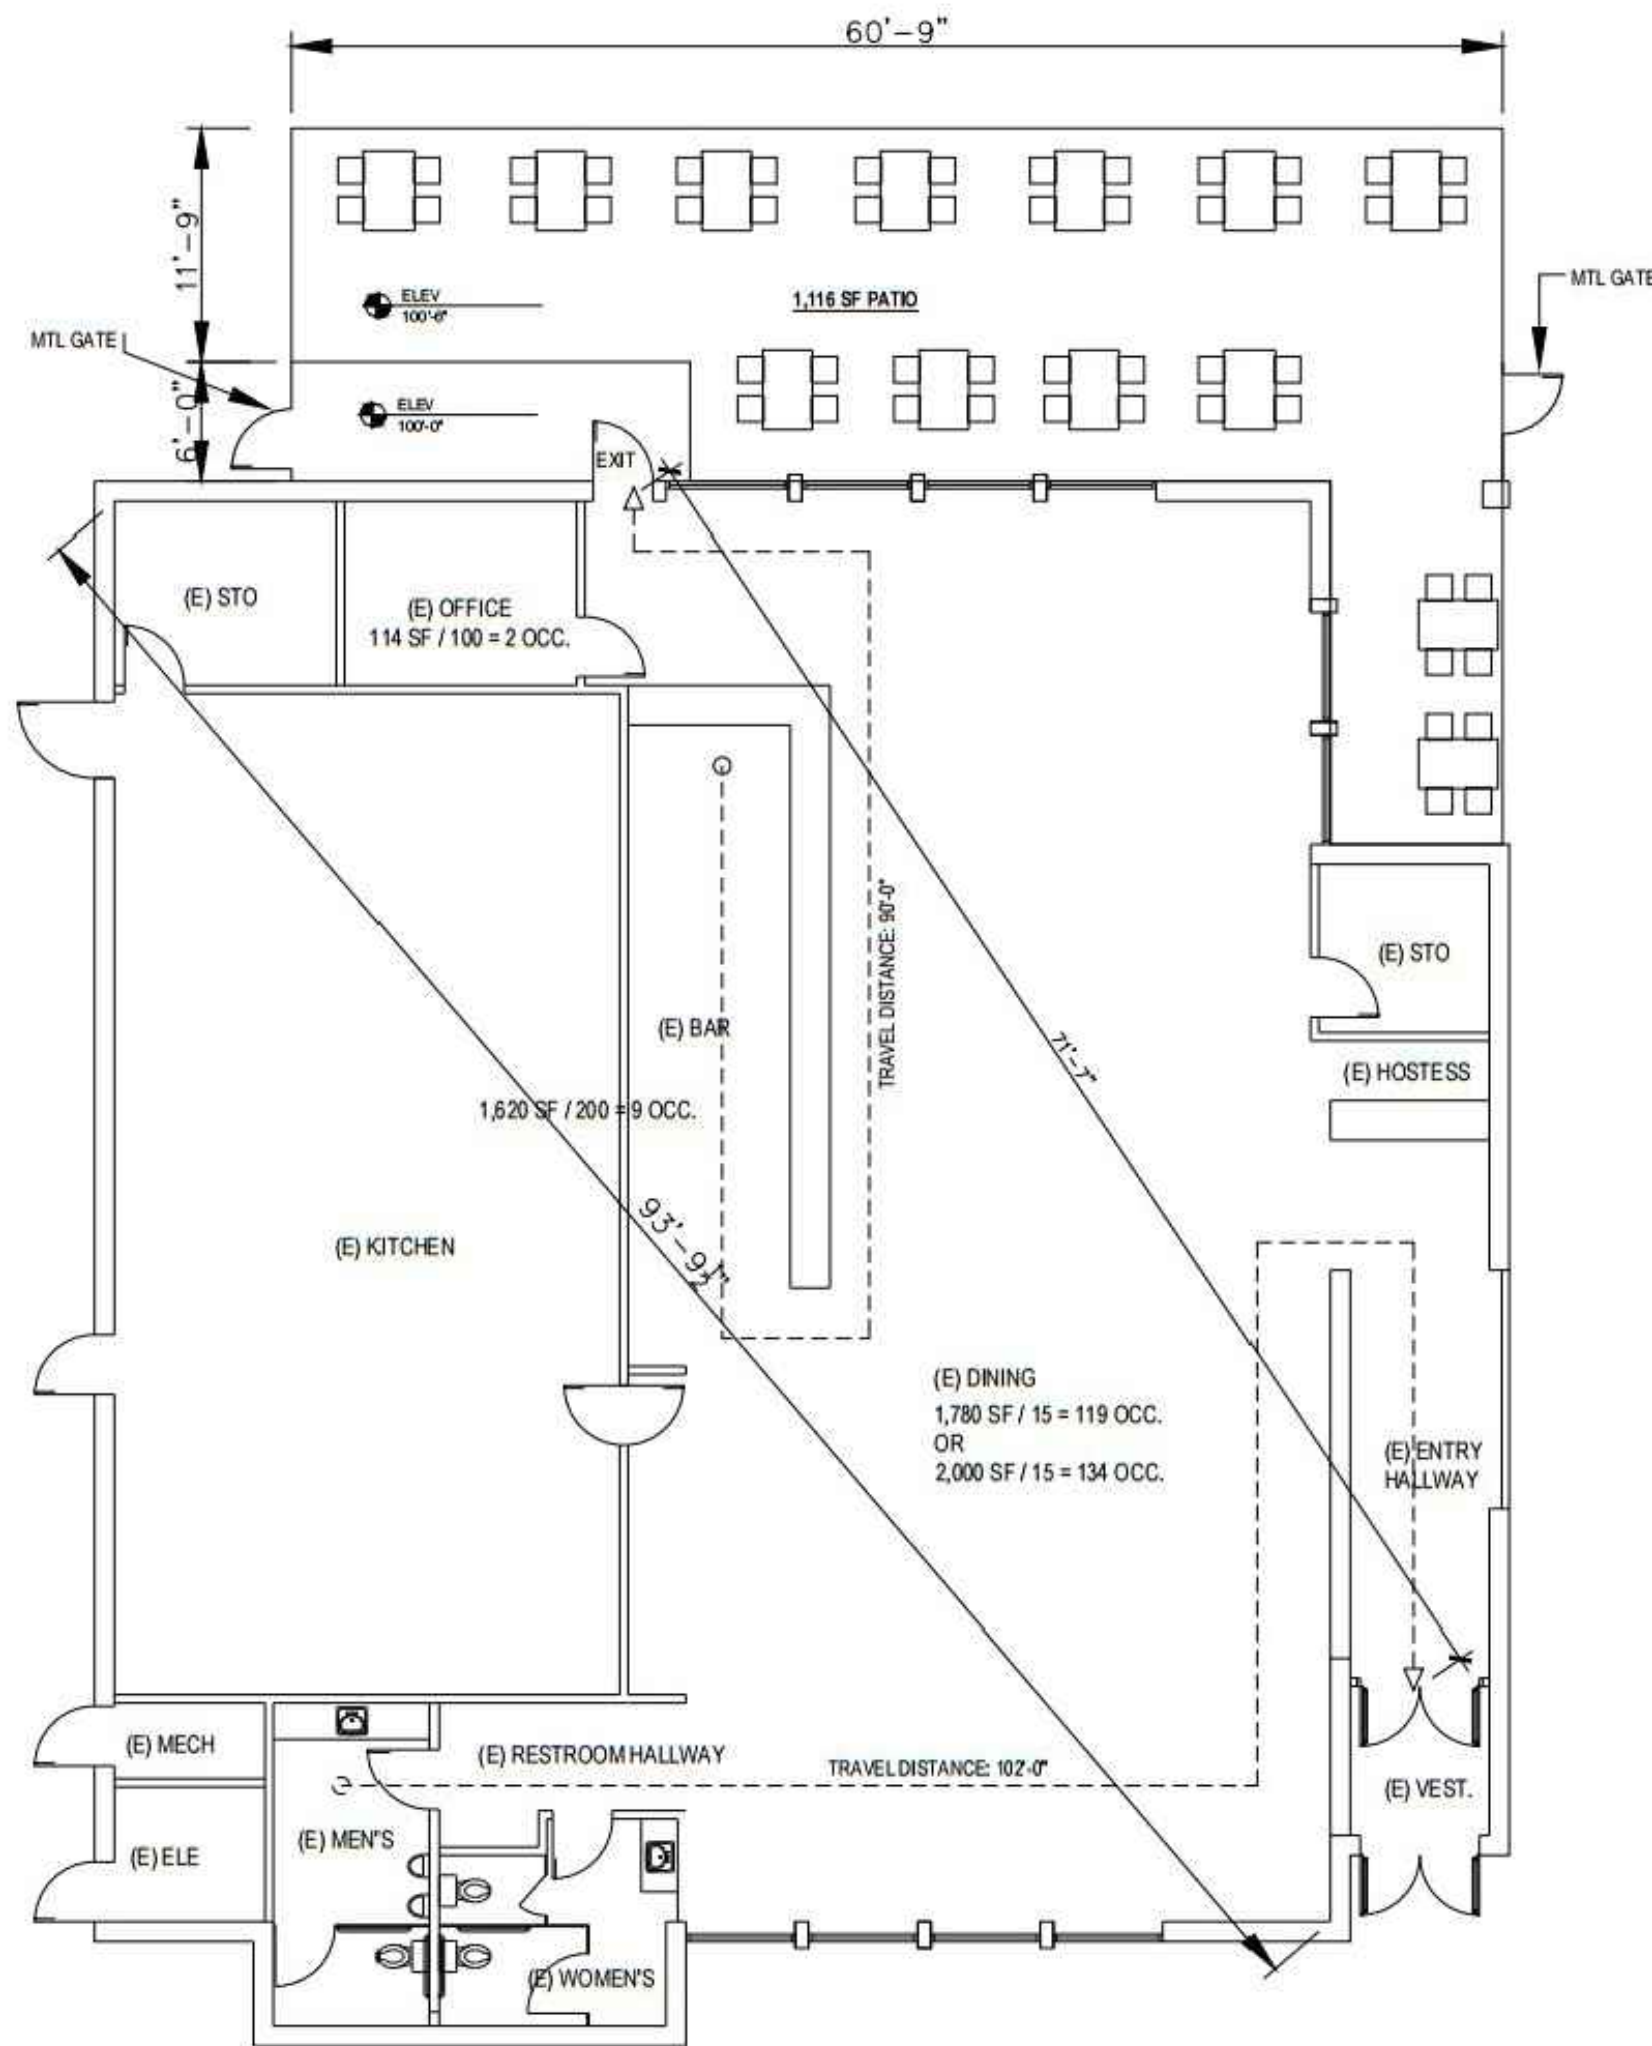 60'-9"
11'-9"
6'-0"
MTL GATE
MTL GATE
ELEV
100'-6"
1,116 SF PATIO
ELEV
100'-0"
EXIT
(E) STO
(E) OFFICE
114 SF / 100 = 2 OCC.
(E) STO
(E) BAR
TRAVEL DISTANCE: 90'-0"
71'-7"
(E) HOSTESS
1,620 SF / 200 = 9 OCC.
93'-9½"
(E) KITCHEN
(E) DINING
1,780 SF / 15 = 119 OCC.
OR
2,000 SF / 15 = 134 OCC.
(E) ENTRY
HALLWAY
(E) MECH
(E) RESTROOM HALLWAY
TRAVEL DISTANCE: 102'-0"
(E) VEST.
(E) MEN'S
(E) ELE
(E) WOMEN'S